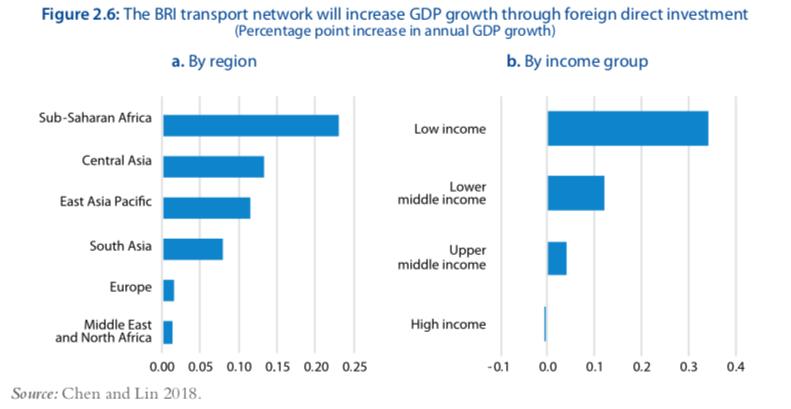 Figure 2.6: The BRI transport network will increase GDP growth through foreign direct investment
(Percentage point increase in annual GDP growth)
a. By region
Sub-Saharan Africa
Central Asia
East Asia Pacific
South Asia
Europe
Middle East
and North Africa
0.00 0.05 0.10 0.15 0.20 0.25
b. By income group
Low income
Lower
middle income
Upper
middle income
High income
-0.1 0.0 0.1 0.2 0.3 0.4
Source: Chen and Lin 2018.